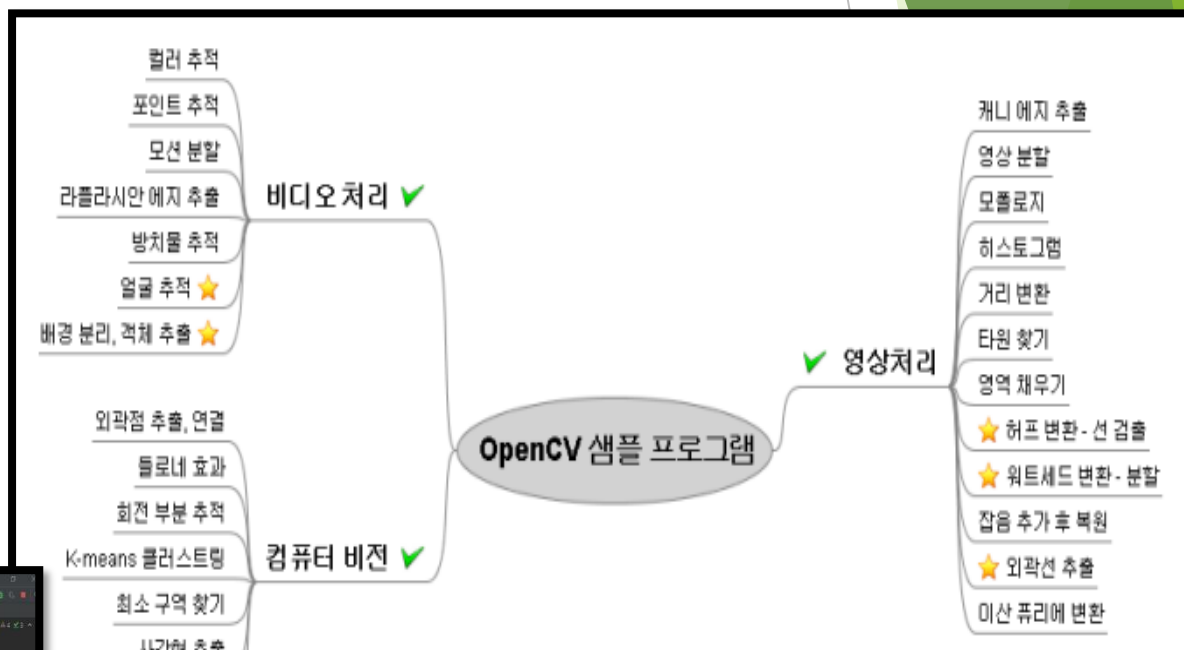 컬러 추적
포인트 추적
모션 분할
라플라시안 에지 추출
방치물 추적
얼굴 추적
배경 분리, 객체 추출
비디오 처리
외곽점 추출, 연결
들로네 효과
회전 부분 추적
K-means 클러스트링
최소 구역 찾기
사각형 추출
컴퓨터 비전
OpenCV 샘플 프로그램
영상처리
캐니 에지 추출
영상 분할
모폴로지
히스토그램
거리 변환
타원 찾기
영역 채우기
허프 변환 - 선 검출
워트세드 변환 - 분할
잡음 추가 후 복원
외곽선 추출
이산 퓨리에 변환